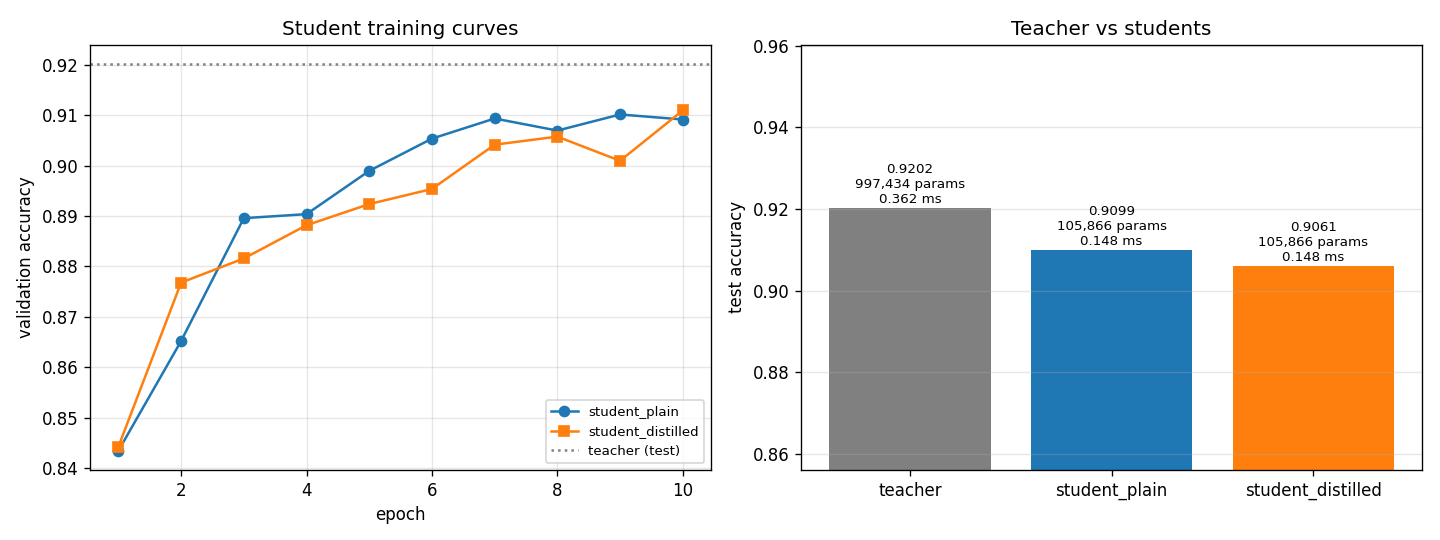 Student training curves
validation accuracy
0.92
0.91
0.90
0.89
0.88
0.87
0.86
0.85
0.84
2
4
6
8
10
epoch
student_plain
student_distilled
teacher (test)
Teacher vs students
test accuracy
0.96
0.94
0.92
0.90
0.88
0.86
0.9202
997,434 params
0.362 ms
0.9099
105,866 params
0.148 ms
0.9061
105,866 params
0.148 ms
teacher
student_plain
student_distilled